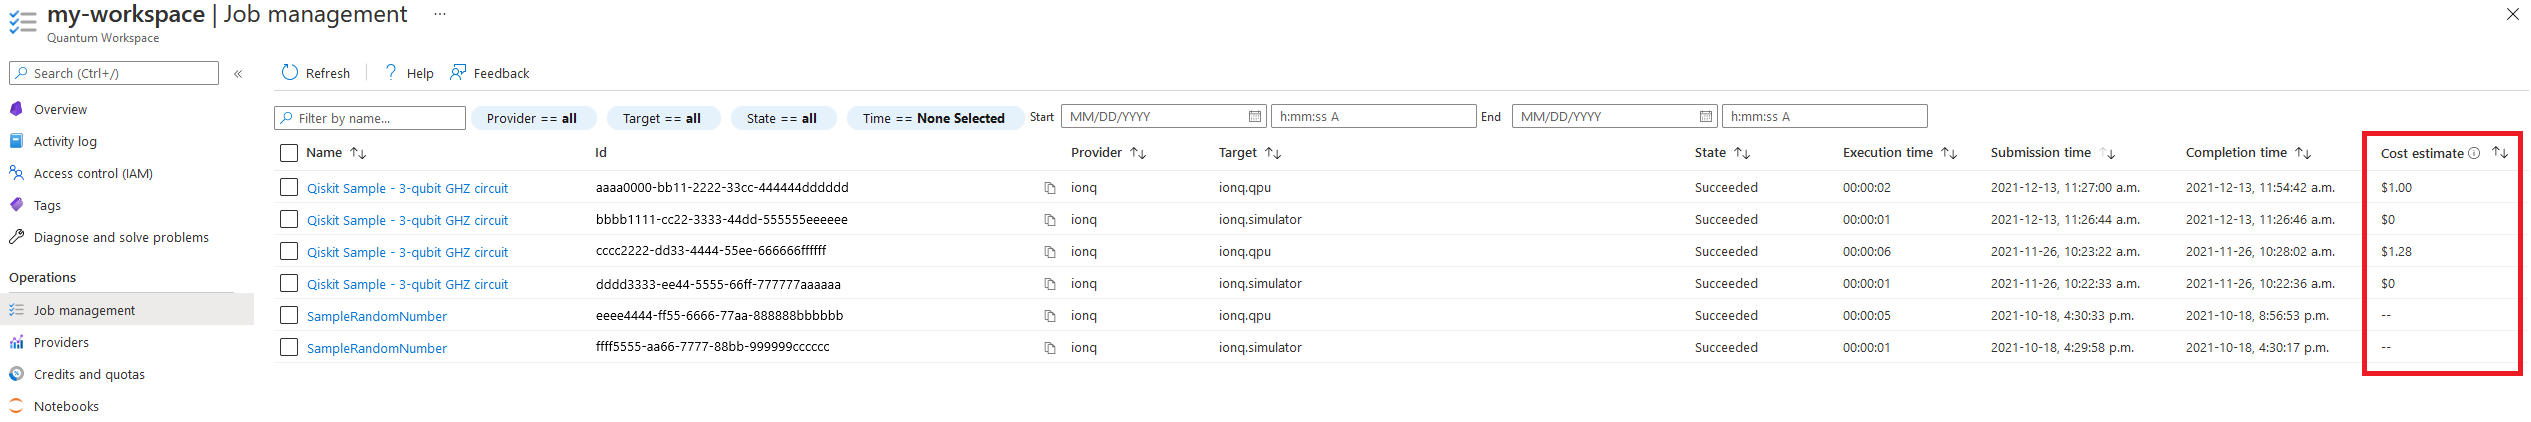 my-workspace | Job management ...
Quantum Workspace
Search (Ctrl+/) «
Overview
Activity log
Access control (IAM)
Tags
Diagnose and solve problems
Operations
Job management
Providers
Credits and quotas
Notebooks
Refresh Help Feedback
Filter by name... Provider == all Target == all State == all Time == None Selected Start MM/DD/YYYY h:mm:ss A End MM/DD/YYYY h:mm:ss A
Name Id Provider Target State Execution time Submission time Completion time Cost estimate
Qiskit Sample - 3-qubit GHZ circuit aaaa0000-bb11-2222-33cc-444444dddddd ionq ionq.qpu Succeeded 00:00:02 2021-12-13, 11:27:00 a.m. 2021-12-13, 11:54:42 a.m. $1.00
Qiskit Sample - 3-qubit GHZ circuit bbbb1111-cc22-3333-44dd-555555eeeeee ionq ionq.simulator Succeeded 00:00:01 2021-12-13, 11:26:44 a.m. 2021-12-13, 11:26:46 a.m. $0
Qiskit Sample - 3-qubit GHZ circuit cccc2222-dd33-4444-55ee-666666ffffff ionq ionq.qpu Succeeded 00:00:06 2021-11-26, 10:23:22 a.m. 2021-11-26, 10:28:02 a.m. $1.28
Qiskit Sample - 3-qubit GHZ circuit dddd3333-ee44-5555-66ff-777777aaaaaa ionq ionq.simulator Succeeded 00:00:01 2021-11-26, 10:22:33 a.m. 2021-11-26, 10:22:36 a.m. $0
SampleRandomNumber eeee4444-ff55-6666-77aa-888888bbbbbb ionq ionq.qpu Succeeded 00:00:05 2021-10-18, 4:30:33 p.m. 2021-10-18, 8:56:53 p.m. --
SampleRandomNumber ffff5555-aa66-7777-88bb-999999cccccc ionq ionq.simulator Succeeded 00:00:01 2021-10-18, 4:29:58 p.m. 2021-10-18, 4:30:17 p.m. --